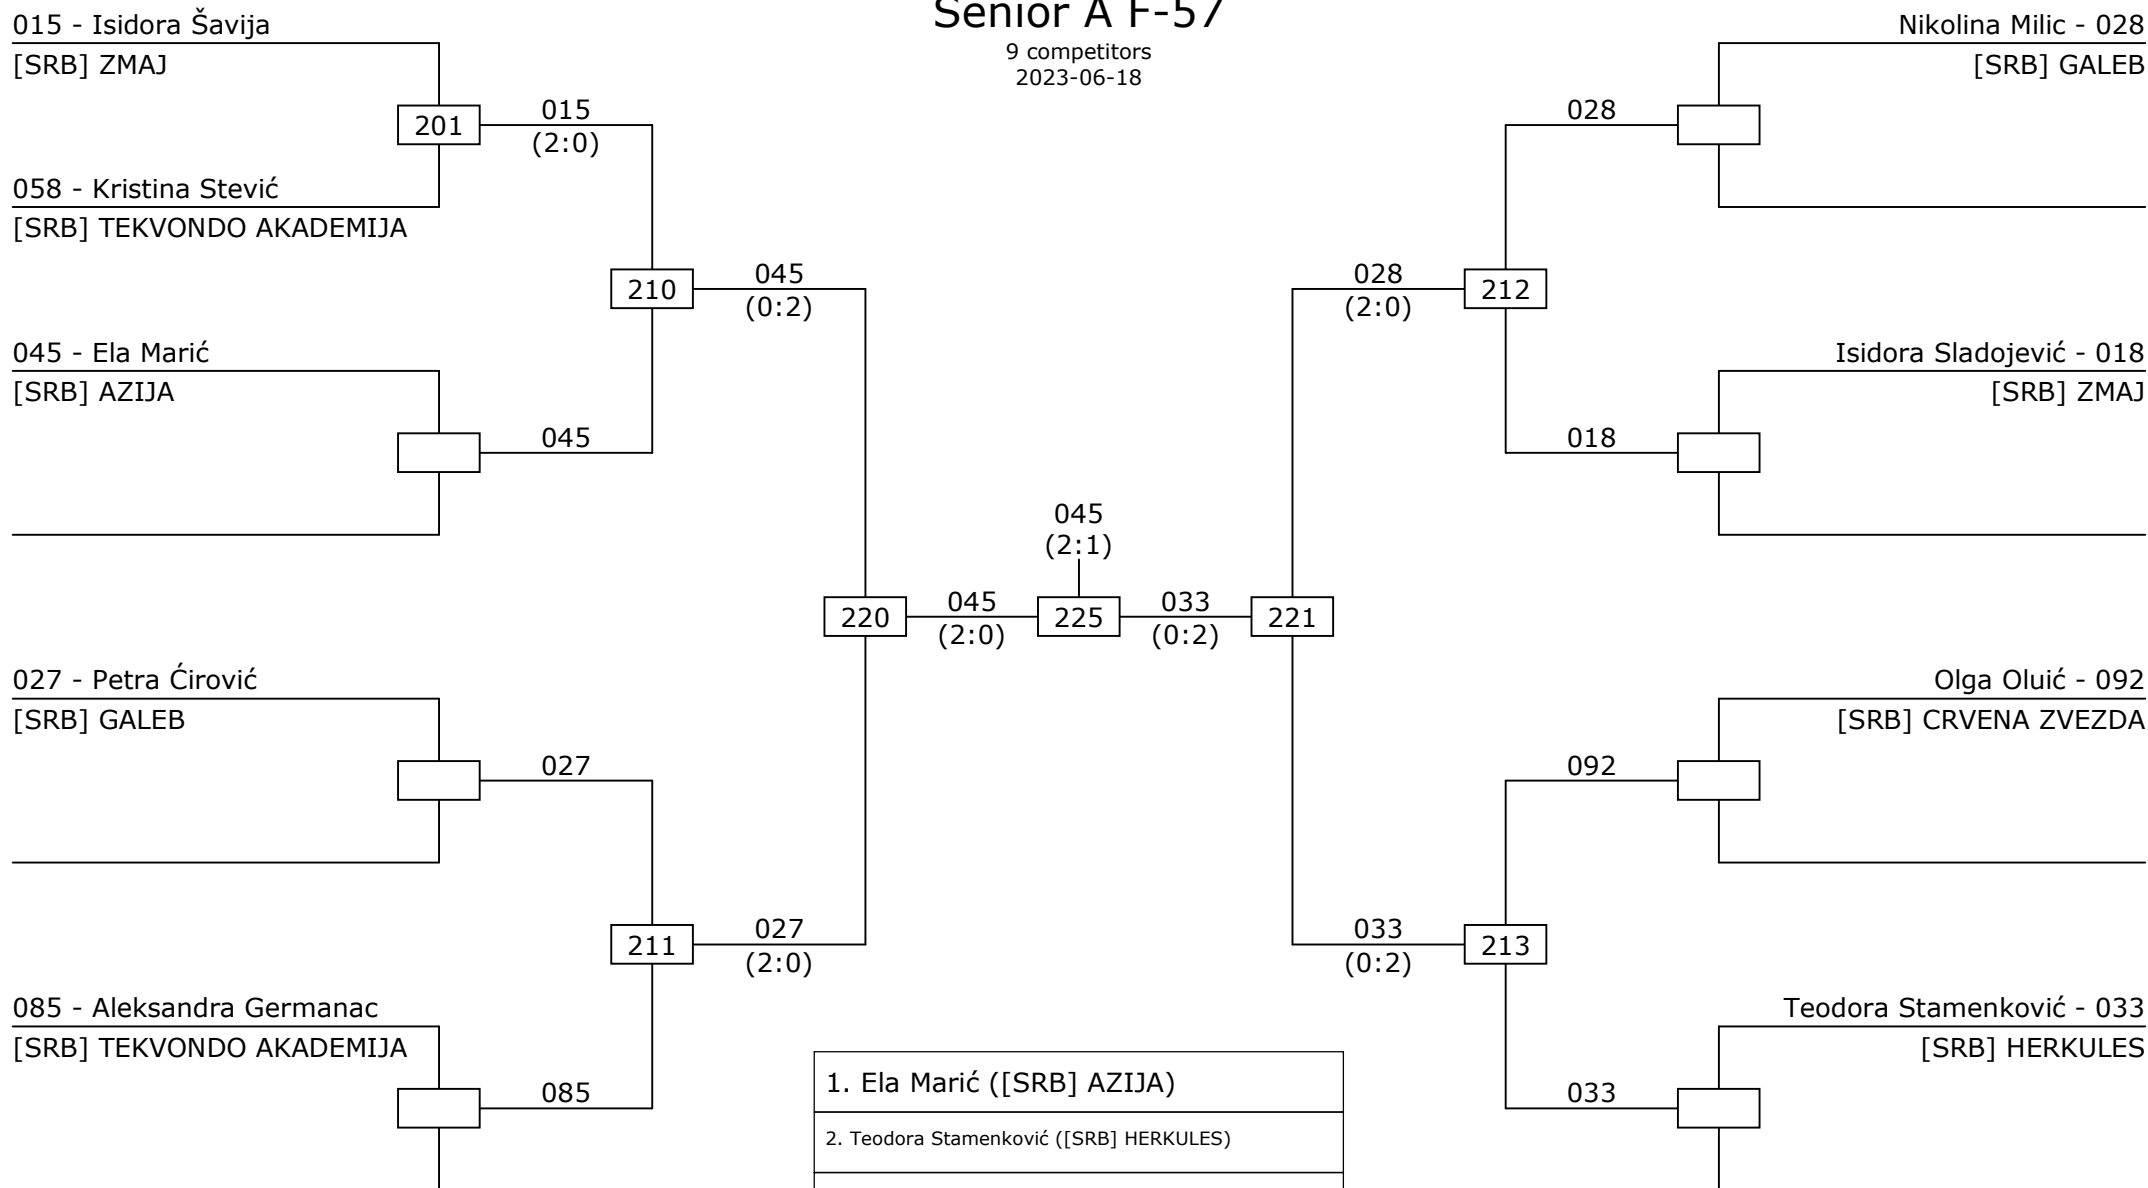 Senior A F-57
9 competitors
2023-06-18
015 - Isidora Šavija
[SRB] ZMAJ
201
015
(2:0)
058 - Kristina Stević
[SRB] TEKVONDO AKADEMIJA
210
045
(0:2)
045 - Ela Marić
[SRB] AZIJA
045
220
045
(2:0)
027 - Petra Ćirović
[SRB] GALEB
027
211
027
(2:0)
085 - Aleksandra Germanac
[SRB] TEKVONDO AKADEMIJA
085
045
(2:1)
225
033
(0:2)
221
Nikolina Milic - 028
[SRB] GALEB
028
028
(2:0)
212
Isidora Sladojević - 018
[SRB] ZMAJ
018
Olga Oluić - 092
[SRB] CRVENA ZVEZDA
092
033
(0:2)
213
Teodora Stamenković - 033
[SRB] HERKULES
033
1. Ela Marić ([SRB] AZIJA)
2. Teodora Stamenković ([SRB] HERKULES)